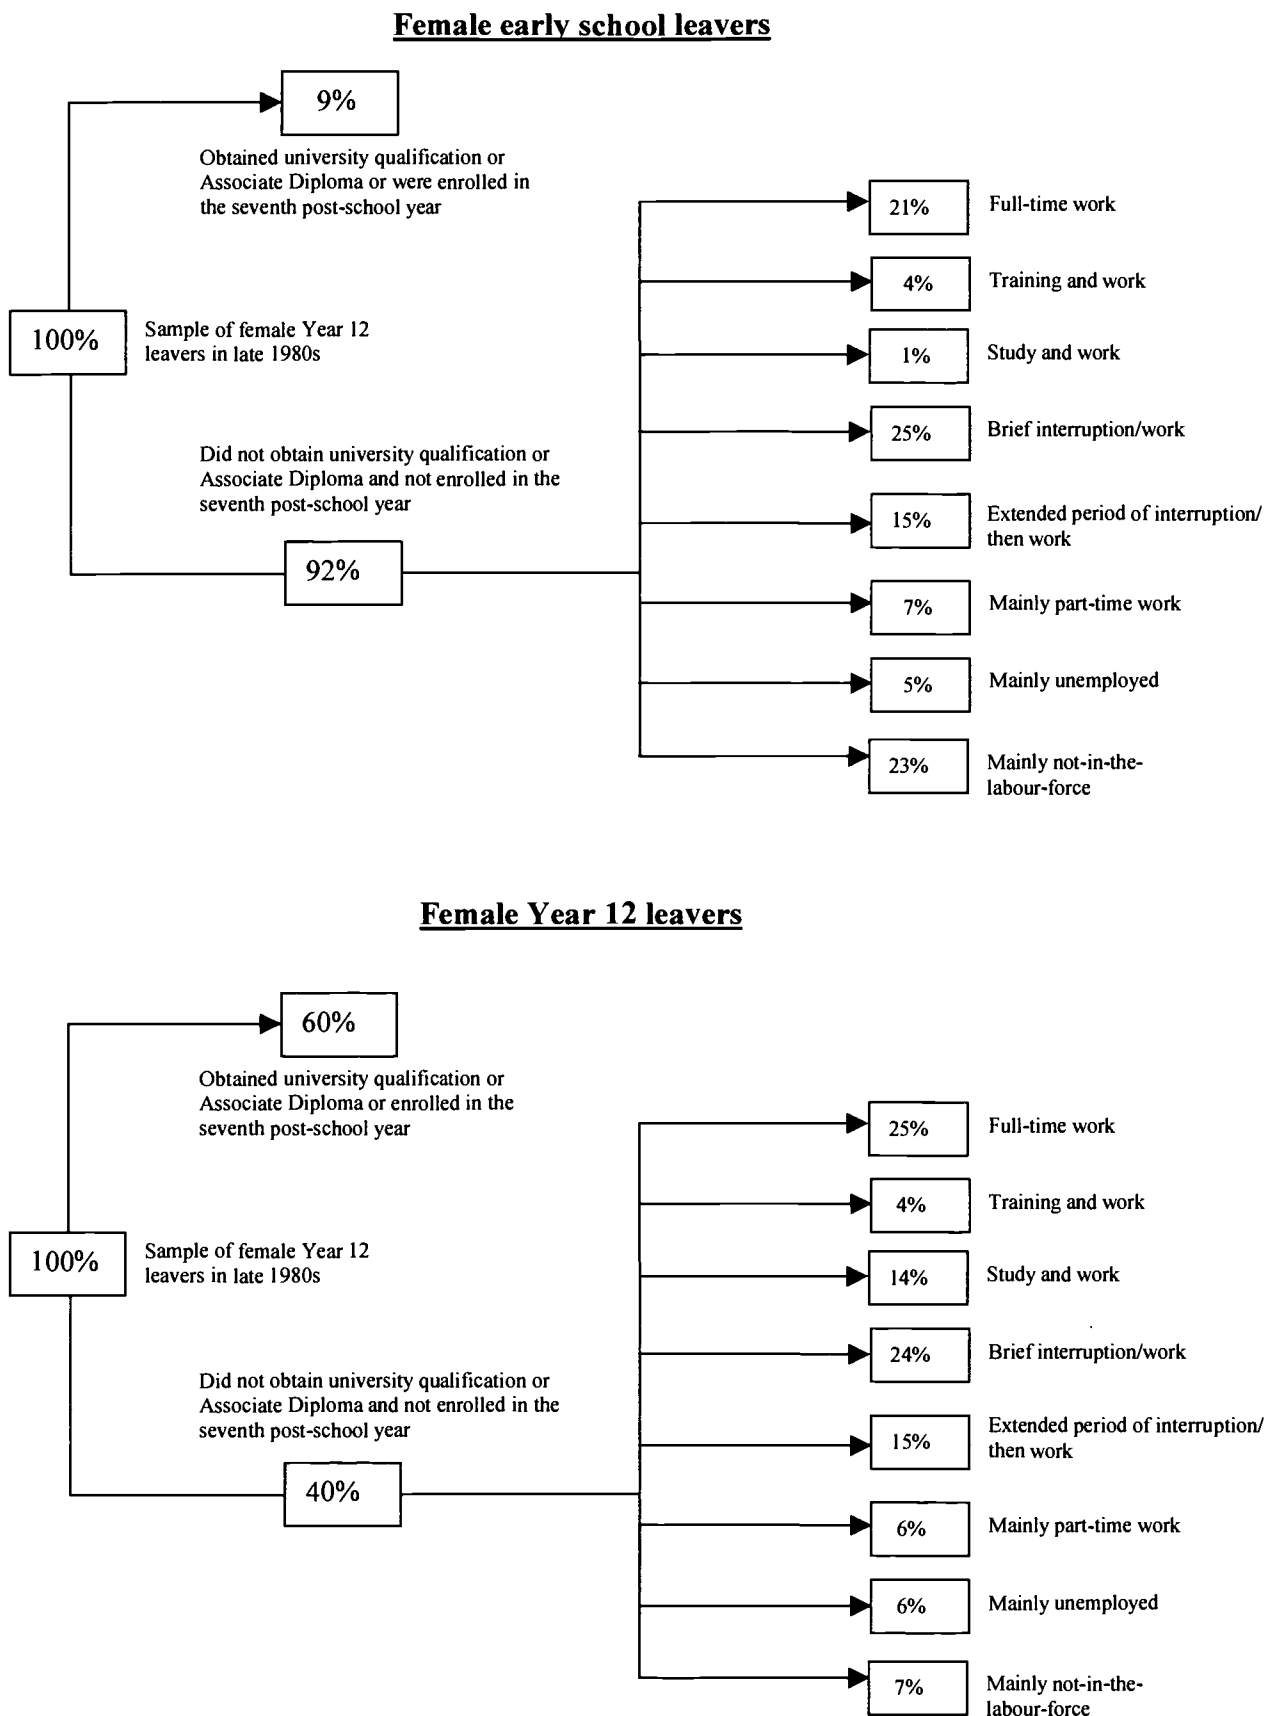 Female early school leavers
9%
Obtained university qualification or
Associate Diploma or were enrolled in
the seventh post-school year
100%
Sample of female Year 12
leavers in late 1980s
Did not obtain university qualification or
Associate Diploma and not enrolled in the
seventh post-school year
92%
21%
Full-time work
4%
Training and work
1%
Study and work
25%
Brief interruption/work
15%
Extended period of interruption/
then work
7%
Mainly part-time work
5%
Mainly unemployed
23%
Mainly not-in-the-
labour-force
Female Year 12 leavers
60%
Obtained university qualification or
Associate Diploma or enrolled in the
seventh post-school year
100%
Sample of female Year 12
leavers in late 1980s
Did not obtain university qualification or
Associate Diploma and not enrolled in the
seventh post-school year
40%
25%
Full-time work
4%
Training and work
14%
Study and work
24%
Brief interruption/work
15%
Extended period of interruption/
then work
6%
Mainly part-time work
6%
Mainly unemployed
7%
Mainly not-in-the-
labour-force